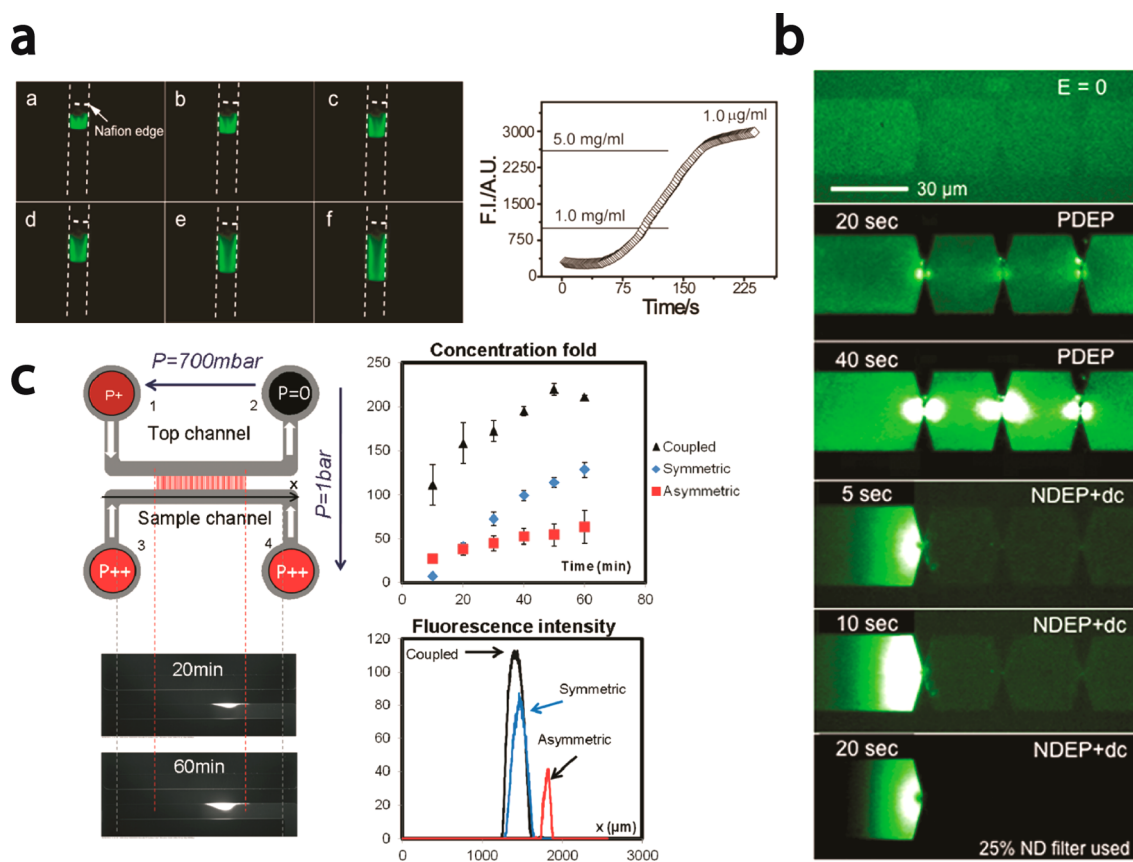 a
b
a
b
c
Nafion edge
d
e
f
3000
2250
1500
750
0
F.I./A.U.
5.0 mg/ml
1.0 mg/ml
1.0 μg/ml
0
75
150
225
Time/s
E = 0
30 μm
20 sec
PDEP
40 sec
PDEP
5 sec
NDEP+dc
10 sec
NDEP+dc
20 sec
NDEP+dc
25% ND filter used
c
P=700mbar
P+
P=0
1
2
Top channel
x
P=1bar
Sample channel
3
4
P++
P++
20min
60min
Concentration fold
250
200
150
100
50
0
0
20
40
60
80
Time (min)
Coupled
Symmetric
Asymmetric
Fluorescence intensity
120
100
80
60
40
20
0
Coupled
Symmetric
Asymmetric
x (μm)
0
1000
2000
3000